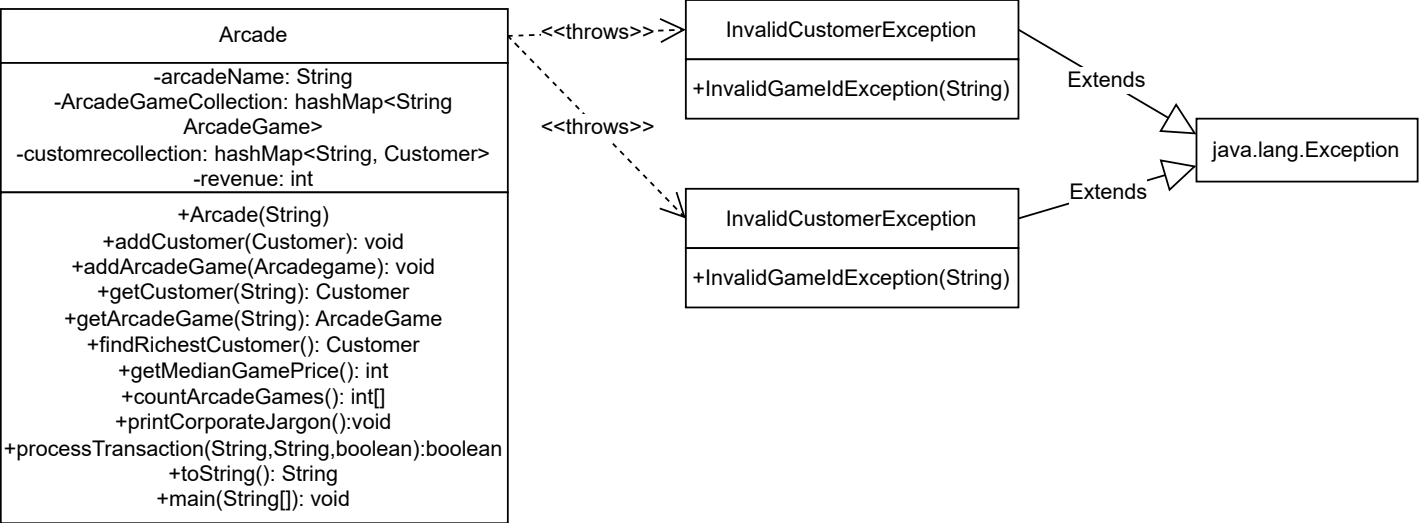 Arcade
-arcadeName: String
-ArcadeGameCollection: hashMap<String
ArcadeGame>
-customrecollection: hashMap<String, Customer>
-revenue: int
+Arcade(String)
+addCustomer(Customer): void
+addArcadeGame(Arcadegame): void
+getCustomer(String): Customer
+getArcadeGame(String): ArcadeGame
+findRichestCustomer(): Customer
+getMedianGamePrice(): int
+countArcadeGames(): int[]
+printCorporateJargon():void
+processTransaction(String,String,boolean):boolean
+toString(): String
+main(String[]): void
<<throws>>
<<throws>>
InvalidCustomerException
+InvalidGameIdException(String)
InvalidCustomerException
+InvalidGameIdException(String)
Extends
Extends
java.lang.Exception